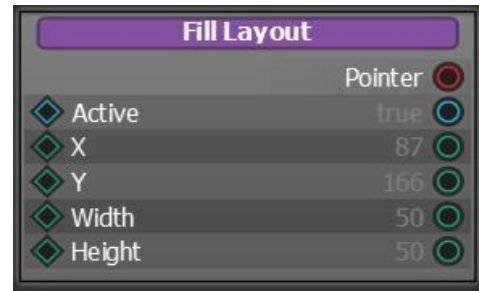 Fill Layout
Pointer
Active true
X 87
Y 166
Width 50
Height 50